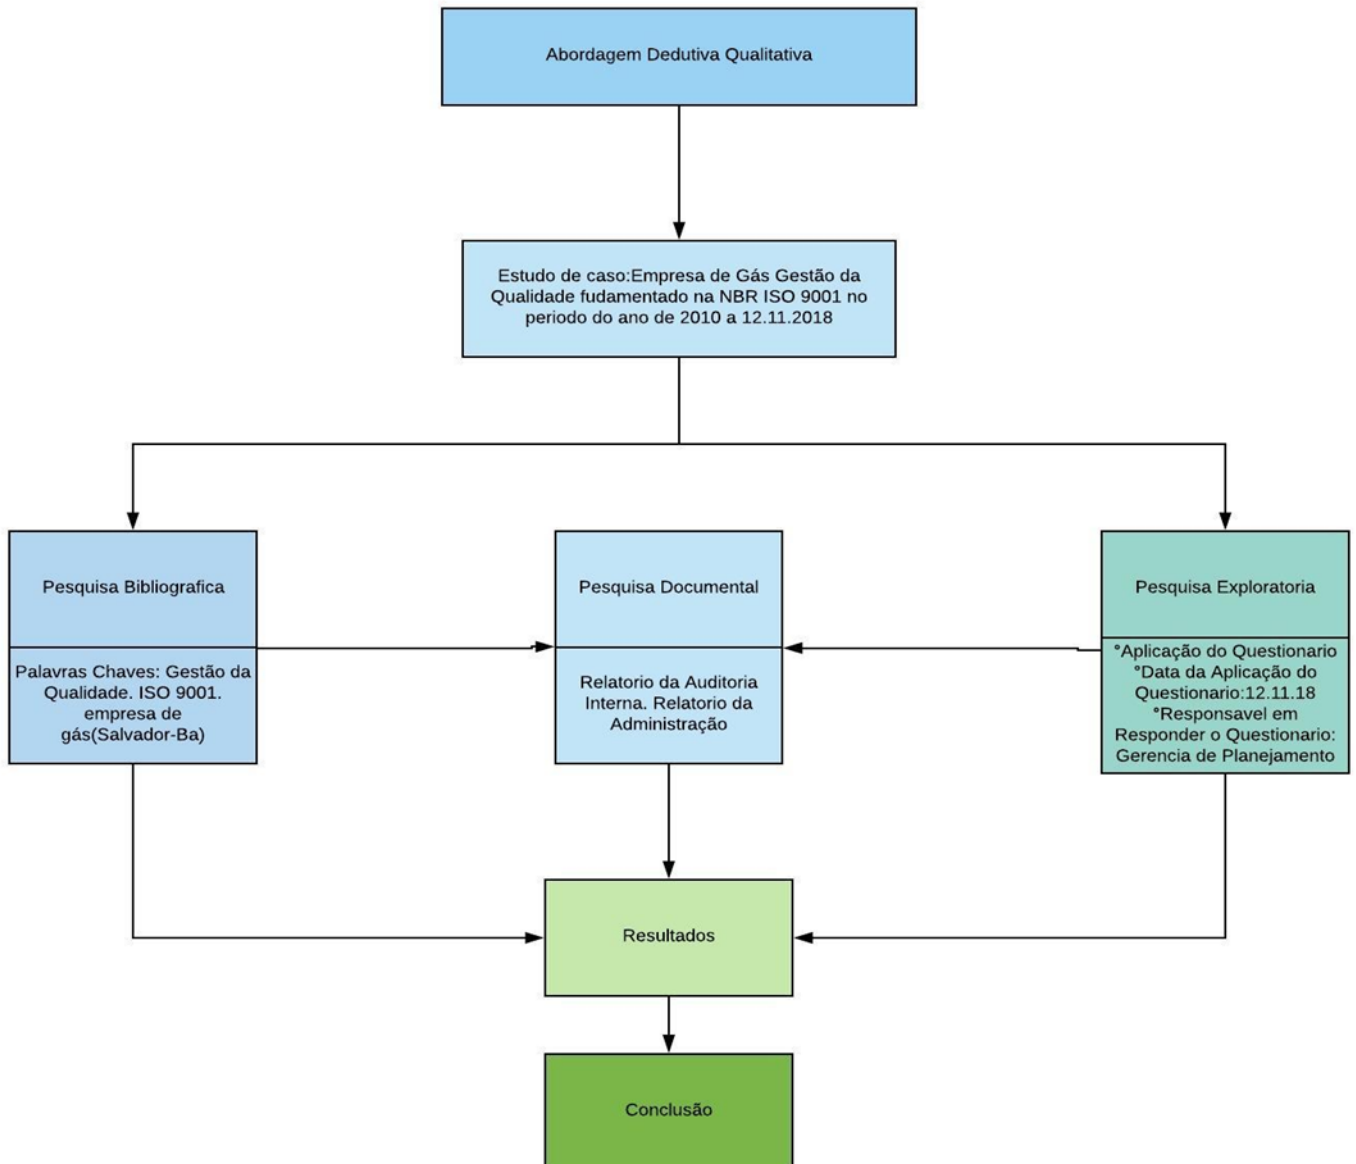 Abordagem Dedutiva Qualitativa
Estudo de caso:Empresa de Gás Gestão da
Qualidade fudamentado na NBR ISO 9001 no
periodo do ano de 2010 a 12.11.2018
Pesquisa Bibliografica
Palavras Chaves: Gestão da
Qualidade. ISO 9001.
empresa de
gás(Salvador-Ba)
Pesquisa Documental
Relatorio da Auditoria
Interna. Relatorio da
Administração
Pesquisa Exploratoria
°Aplicação do Questionario
°Data da Aplicação do
Questionario:12.11.18
°Responsavel em
Responder o Questionario:
Gerencia de Planejamento
Resultados
Conclusão